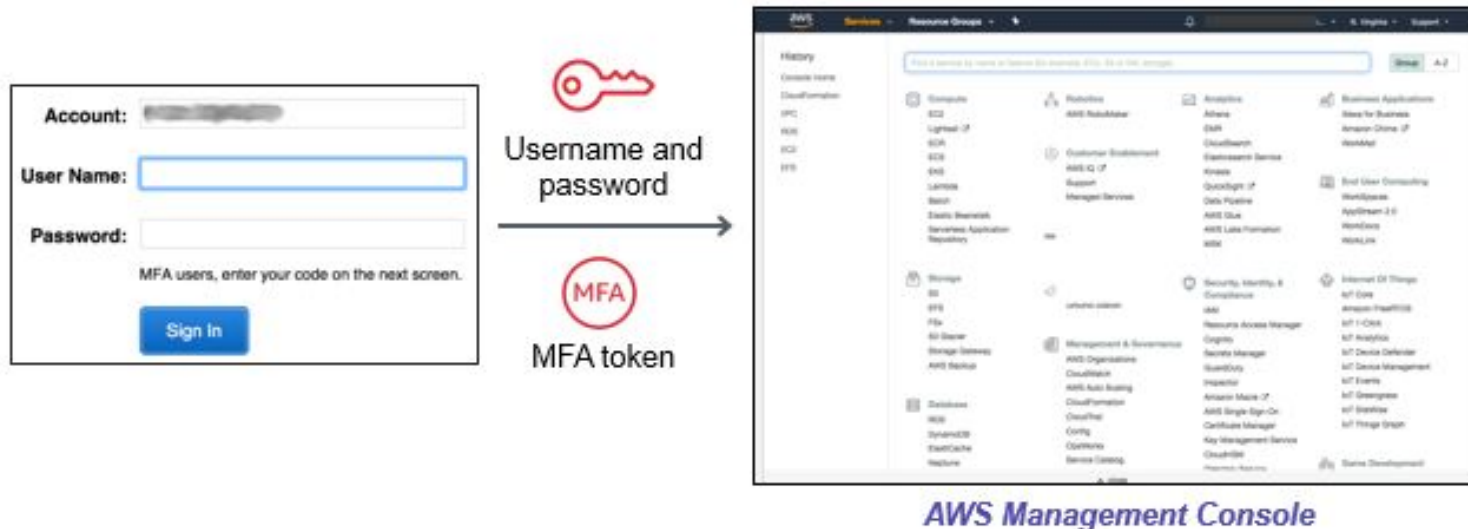 Account:
User Name:
Password:
MFA users, enter your code on the next screen.
Sign In
Username and
password
MFA
MFA token
aws
Services
Resource Groups
N. Virginia
Support
History
Console Home
CloudFormation
VPC
RDS
EC2
EFS
Group
A-Z
Compute
EC2
Lightsail
ECR
ECS
EKS
Lambda
Batch
Elastic Beanstalk
Serverless Application
Repository
Storage
S3
EFS
FSx
S3 Glacier
Storage Gateway
AWS Backup
Database
RDS
DynamoDB
ElastiCache
Neptune
Robotics
AWS RoboMaker
Customer Enablement
AWS IQ
Support
Managed Services
Management & Governance
AWS Organizations
CloudWatch
AWS Auto Scaling
CloudFormation
CloudTrail
Config
OpsWorks
Service Catalog
Analytics
Athena
EMR
CloudSearch
Elasticsearch Service
Kinesis
QuickSight
Data Pipeline
AWS Glue
AWS Lake Formation
MSK
Security, Identity, &
Compliance
IAM
Resource Access Manager
Cognito
Secrets Manager
GuardDuty
Inspector
Amazon Macie
AWS Single Sign-On
Certificate Manager
Key Management Service
CloudHSM
Directory Service
Business Applications
Alexa for Business
Amazon Chime
WorkMail
End User Computing
WorkSpaces
AppStream 2.0
WorkDocs
WorkLink
Internet Of Things
IoT Core
Amazon FreeRTOS
IoT 1-Click
IoT Analytics
IoT Device Defender
IoT Device Management
IoT Events
IoT Greengrass
IoT SiteWise
IoT Things Graph
Game Development
AWS Management Console